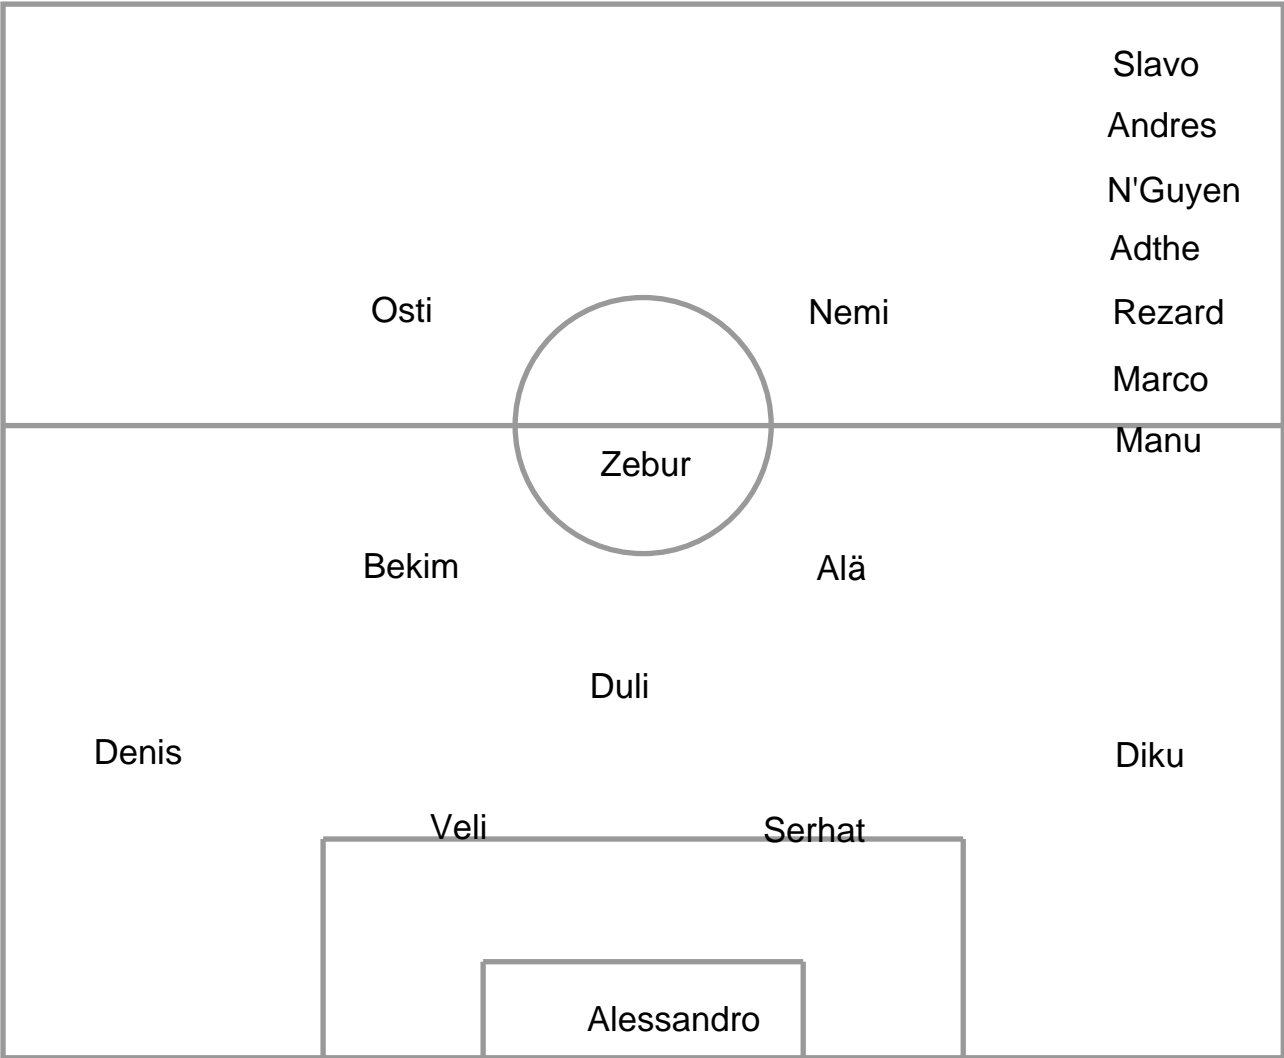 Slavo
Andres
N'Guyen
Adthe
Osti
Nemi
Rezard
Marco
Manu
Zebur
Bekim
Alä
Duli
Denis
Diku
Veli
Serhat
Alessandro